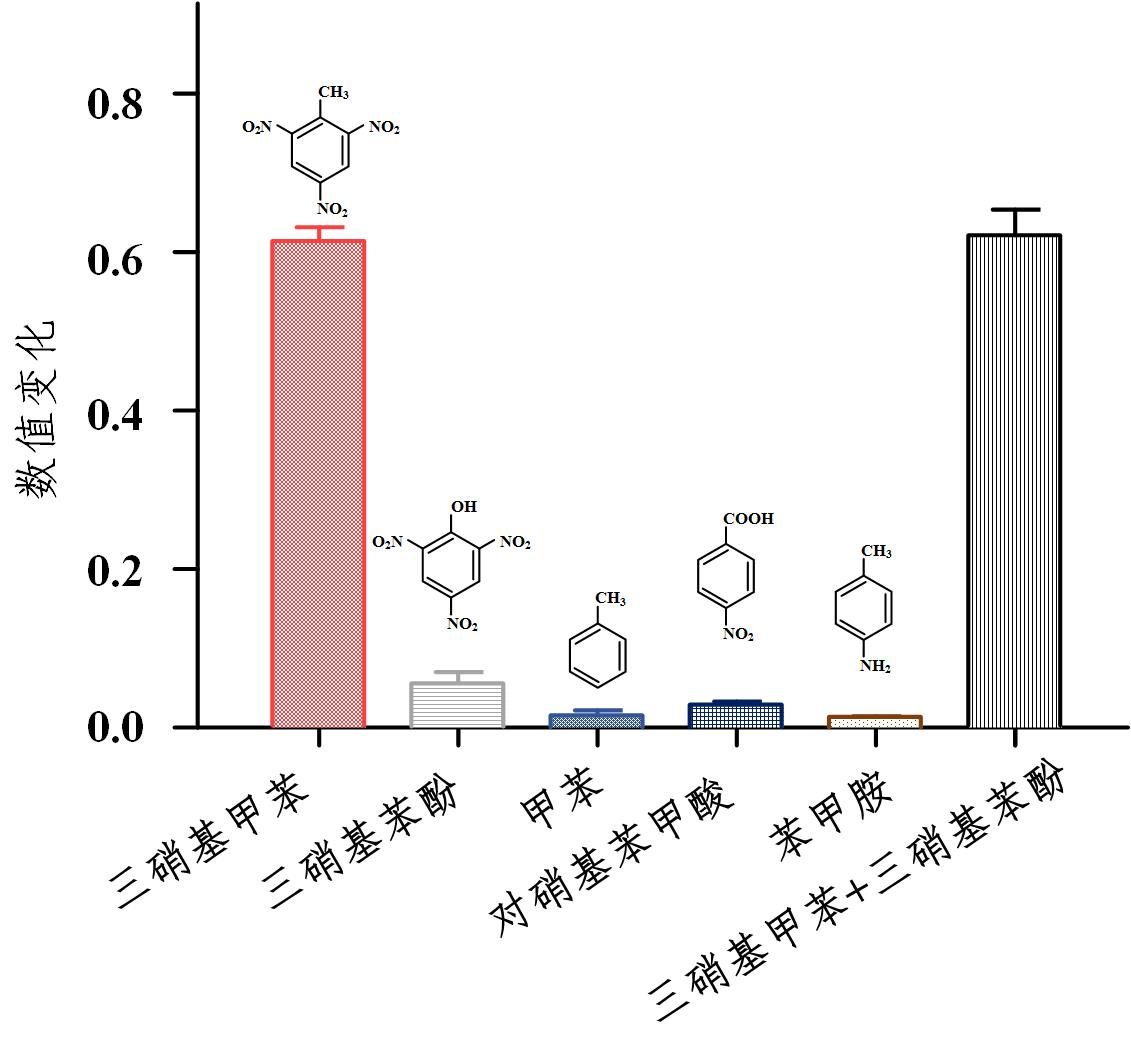 数值变化
0.8
0.6
0.4
0.2
0.0
CH₃
O₂N
NO₂
NO₂
OH
O₂N
NO₂
NO₂
CH₃
COOH
NO₂
CH₃
NH₂
三硝基甲苯
三硝基苯酚
甲苯
对硝基苯甲酸
苯甲胺
三硝基甲苯+三硝基苯酚